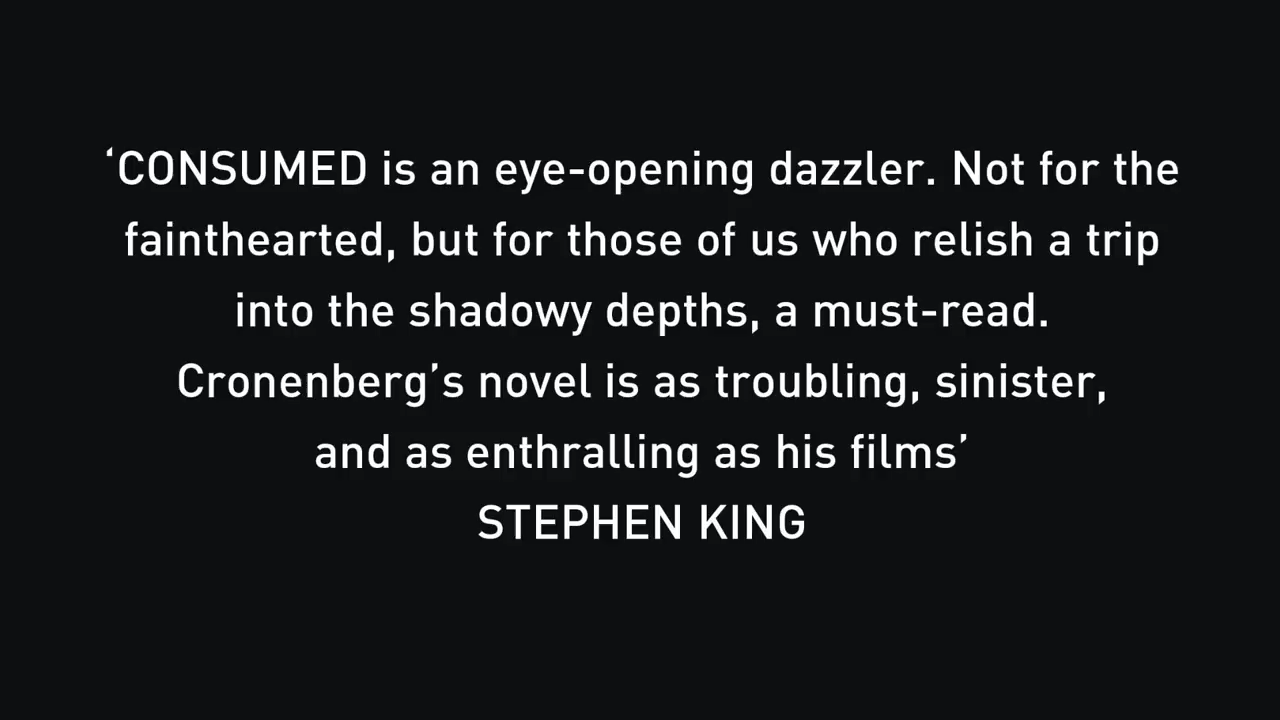 ‘CONSUMED is an eye-opening dazzler. Not for the
fainthearted, but for those of us who relish a trip
into the shadowy depths, a must-read.
Cronenberg’s novel is as troubling, sinister,
and as enthralling as his films’
STEPHEN KING